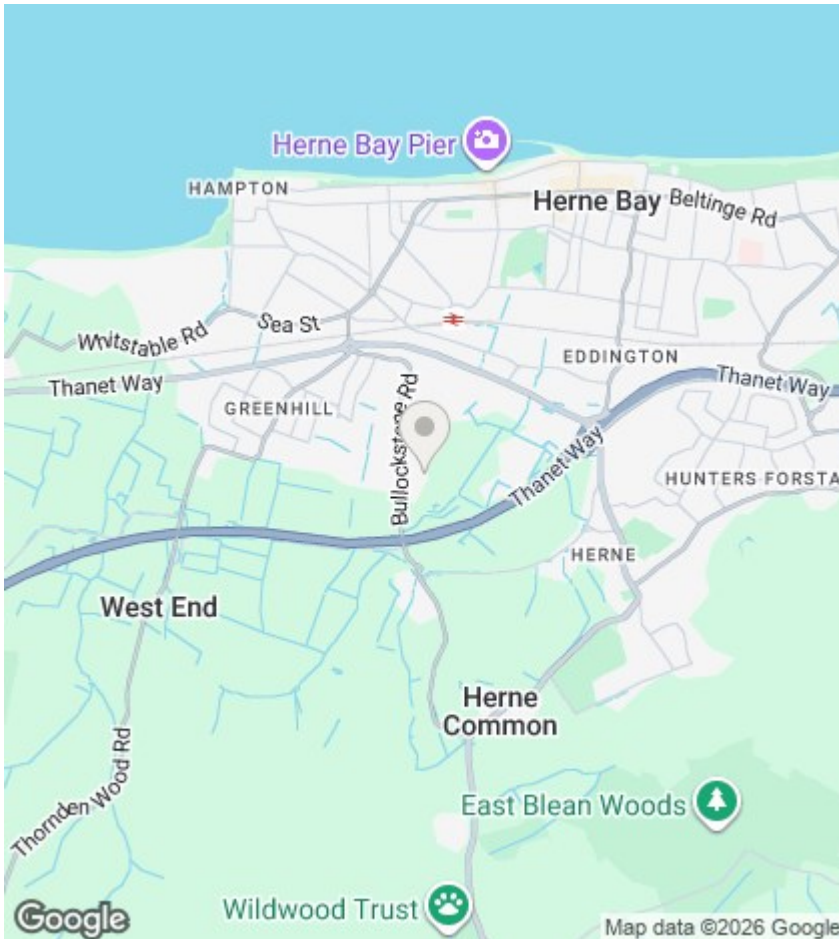 Herne Bay Pier
HAMPTON
Herne Bay
Beltinge Rd
Whitstable Rd
Sea St
EDDINGTON
Thanet Way
Thanet Way
GREENHILL
Bullockstone Rd
Thanet Way
HUNTERS FORSTA
HERNE
West End
Herne
Common
Thornden Wood Rd
East Blean Woods
Wildwood Trust
Google
Map data ©2026 Google